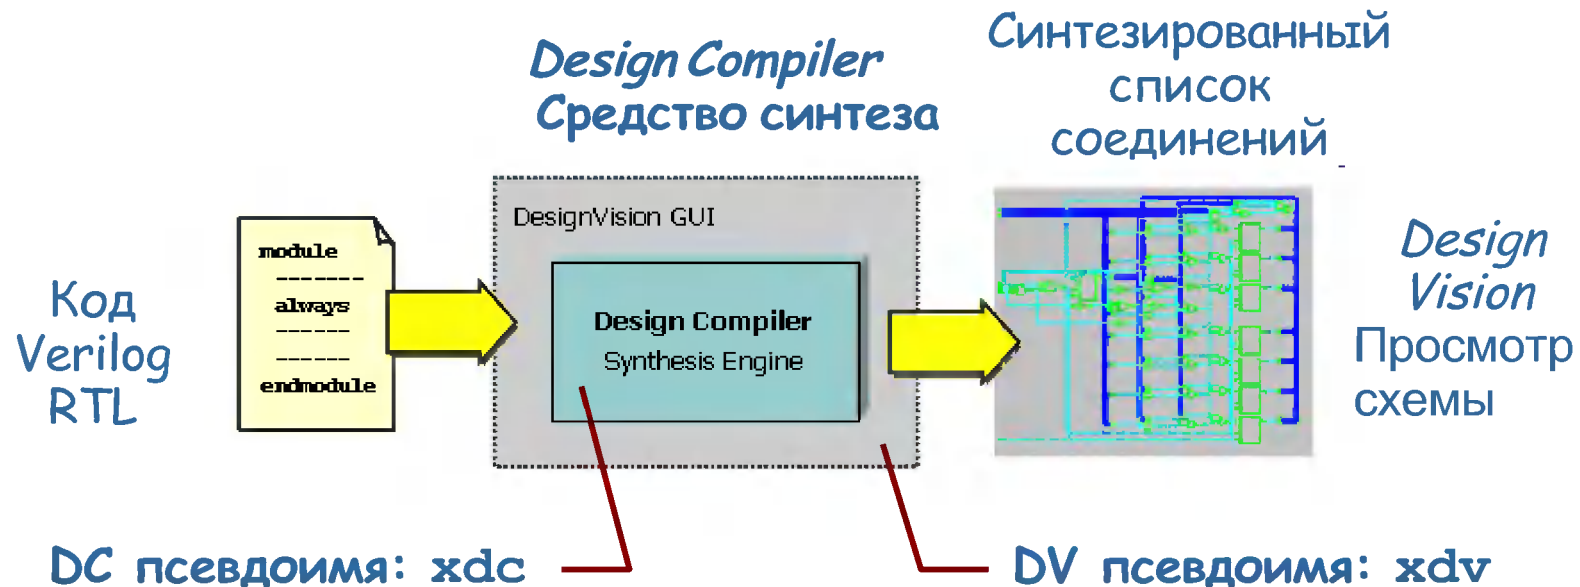 Design Compiler
Средство синтеза
Синтезированный
список
соединений
DesignVision GUI
module
always
endmodule
Код
Verilog
RTL
Design Compiler
Synthesis Engine
Design
Vision
Просмотр
схемы
DC псевдоимя: xdc
DV псевдоимя: xdv